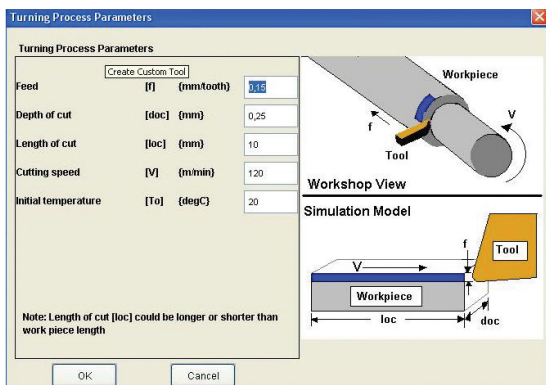 Turning Process Parameters
Turning Process Parameters
Create Custom Tool
Feed [f] {mm/tooth} 0,15
Depth of cut [doc] {mm} 0,25
Length of cut [loc] {mm} 10
Cutting speed [V] {m/min} 120
Initial temperature [To] {degC} 20
Note: Length of cut [loc] could be longer or shorter than
work piece length
OK Cancel
Workpiece
V
f
Tool
Workshop View
Simulation Model
f
Tool
V
Workpiece
loc
doc